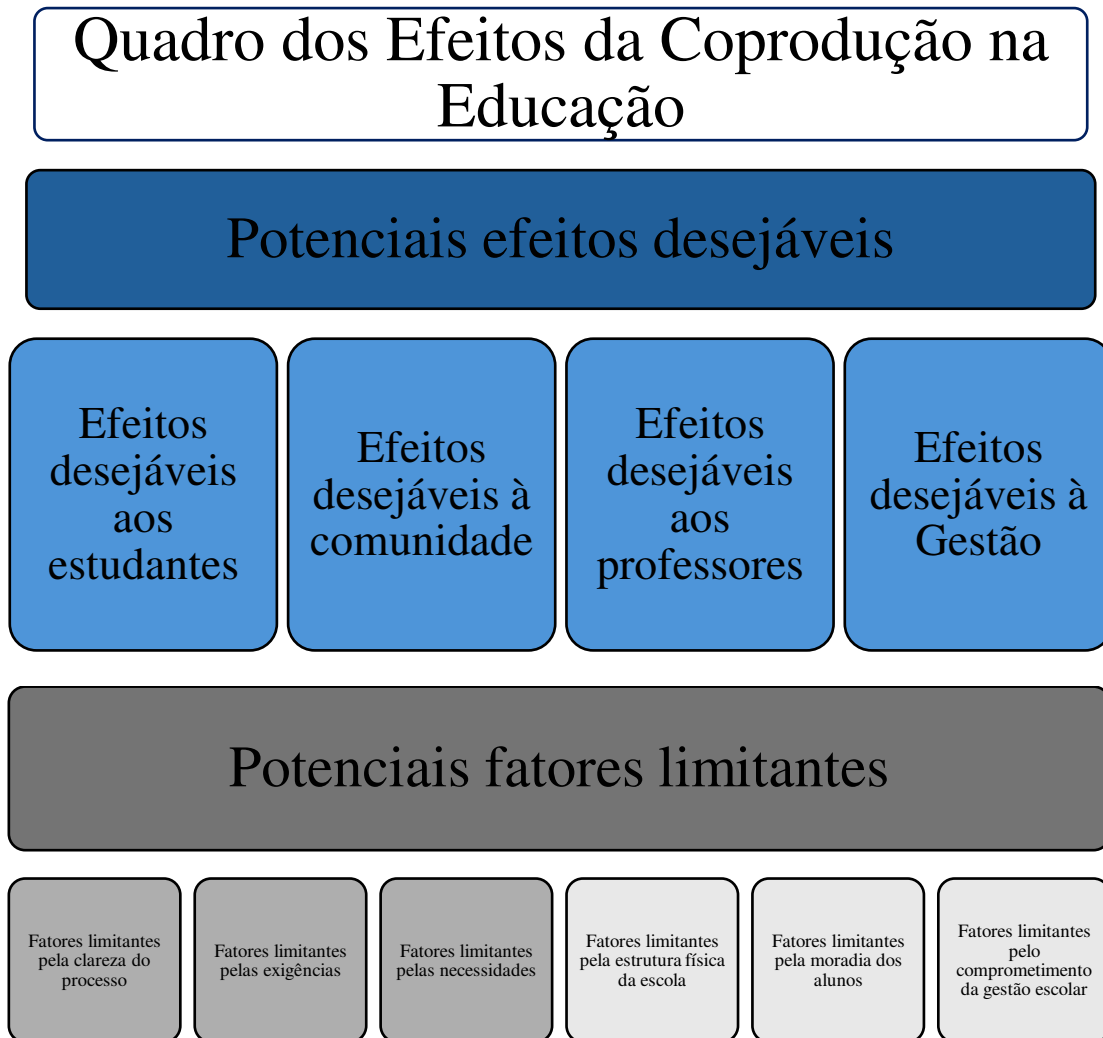 Quadro dos Efeitos da Coprodução na
Educação
Potenciais efeitos desejáveis
Efeitos
desejáveis
aos
estudantes
Efeitos
desejáveis à
comunidade
Efeitos
desejáveis
aos
professores
Efeitos
desejáveis à
Gestão
Potenciais fatores limitantes
Fatores limitantes
pela clareza do
processo
Fatores limitantes
pelas exigências
Fatores limitantes
pelas necessidades
Fatores limitantes
pela estrutura física
da escola
Fatores limitantes
pela moradia dos
alunos
Fatores limitantes
pelo
comprometimento
da gestão escolar